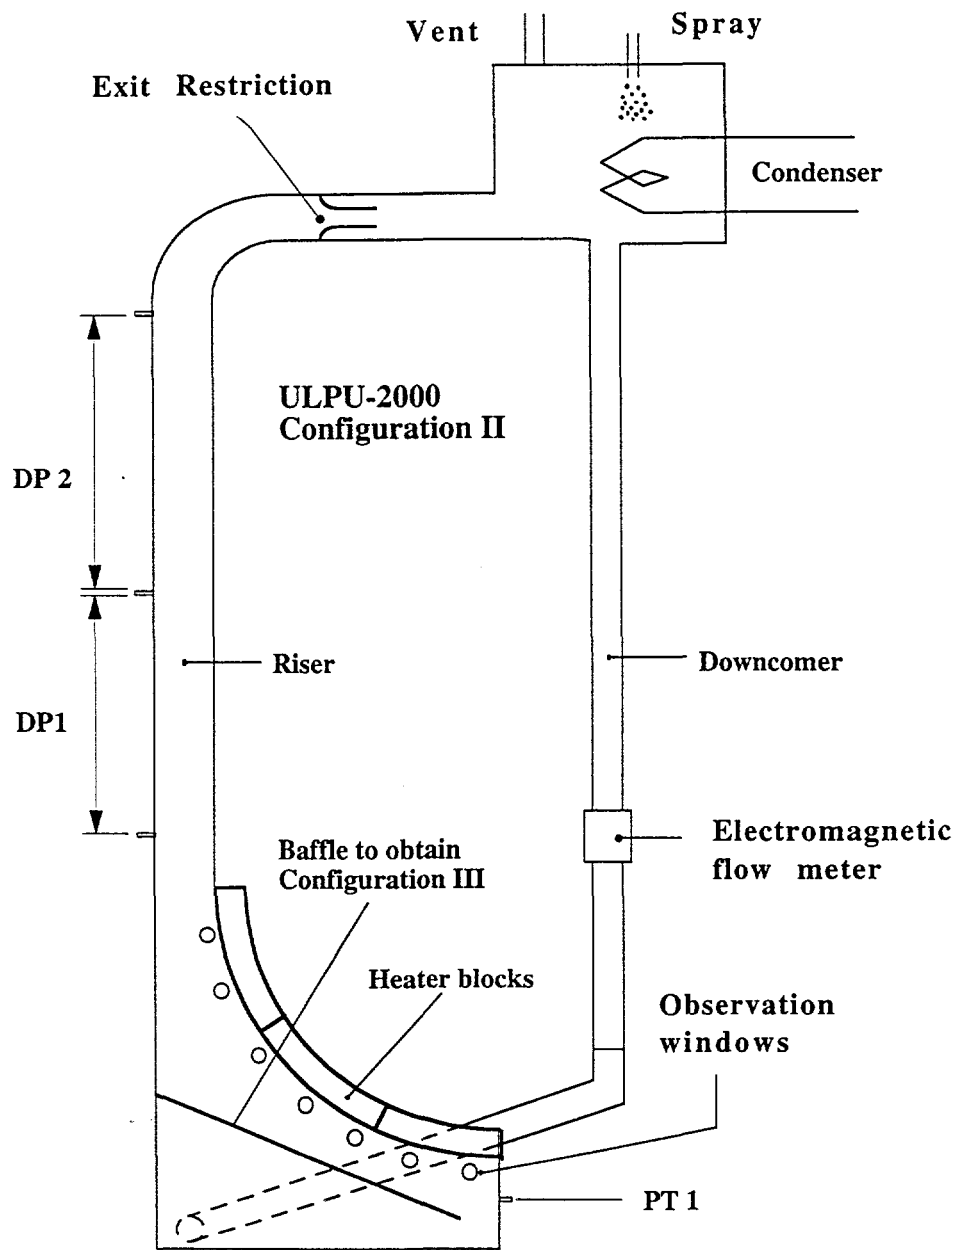 Vent
Spray
Exit Restriction
Condenser
ULPU-2000
Configuration II
DP 2
Riser
Downcomer
DP1
Electromagnetic
flow meter
Baffle to obtain
Configuration III
Heater blocks
Observation
windows
PT 1